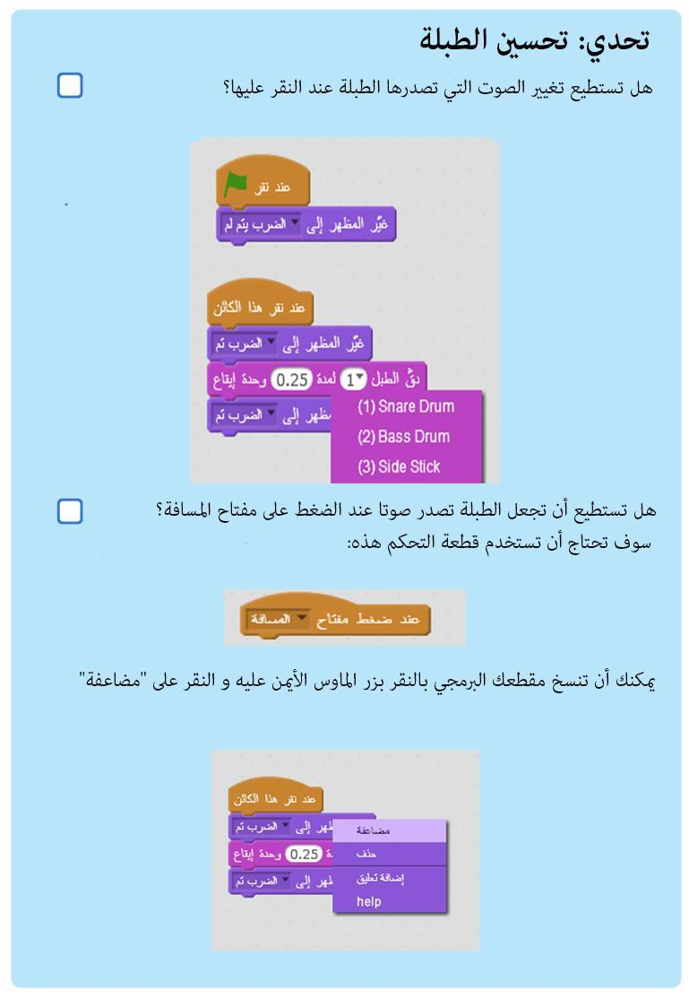 تحدي: تحسين الطبلة
هل تستطيع تغيير الصوت التي تصدرها الطبلة عند النقر عليها؟
عند نقر
غيّر المظهر إلى الضرب يتم لم
عند نقر هذا الكائن
غيّر المظهر إلى الضرب تم
دقّ الطبل 1 لمدة 0.25 وحدة إيقاع
مظهر إلى الضرب تم
(1) Snare Drum
(2) Bass Drum
(3) Side Stick
هل تستطيع أن تجعل الطبلة تصدر صوتا عند الضغط على مفتاح المسافة؟
سوف تحتاج أن تستخدم قطعة التحكم هذه:
عند ضغط مفتاح المسافة
يمكنك أن تنسخ مقطعك البرمجي بالنقر بزر الماوس الأيمن عليه و النقر على "مضاعفة"
عند نقر هذا الكائن
ظهر إلى الضرب تم
ة 0.25 وحدة إيقاع
ظهر إلى الضرب تم
مضاعفة
حذف
إضافة تعليق
help